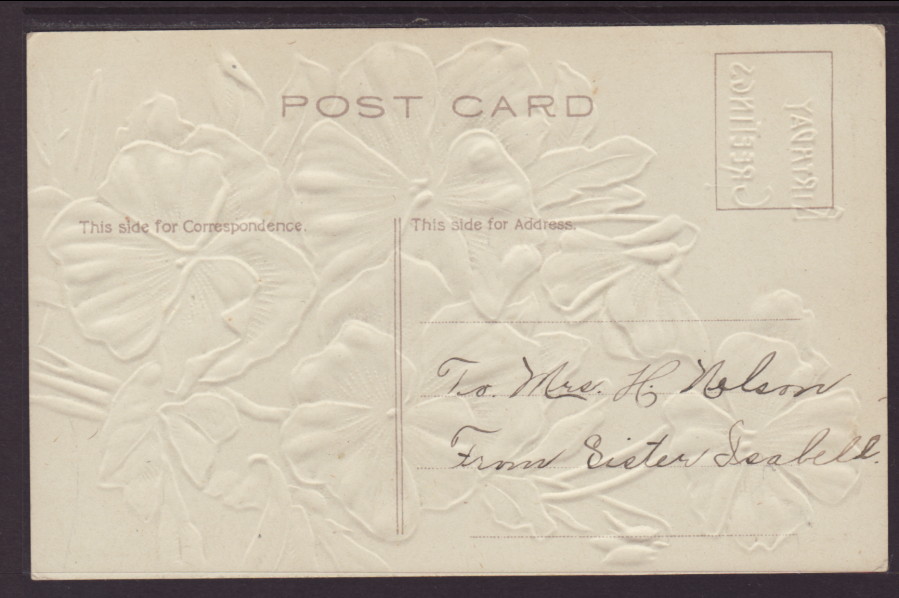 POST CARD
GREETINGS
BIRTHDAY
This side for Correspondence.
This side for Address.
To. Mrs. H. Nelson
From Sister Isabell.